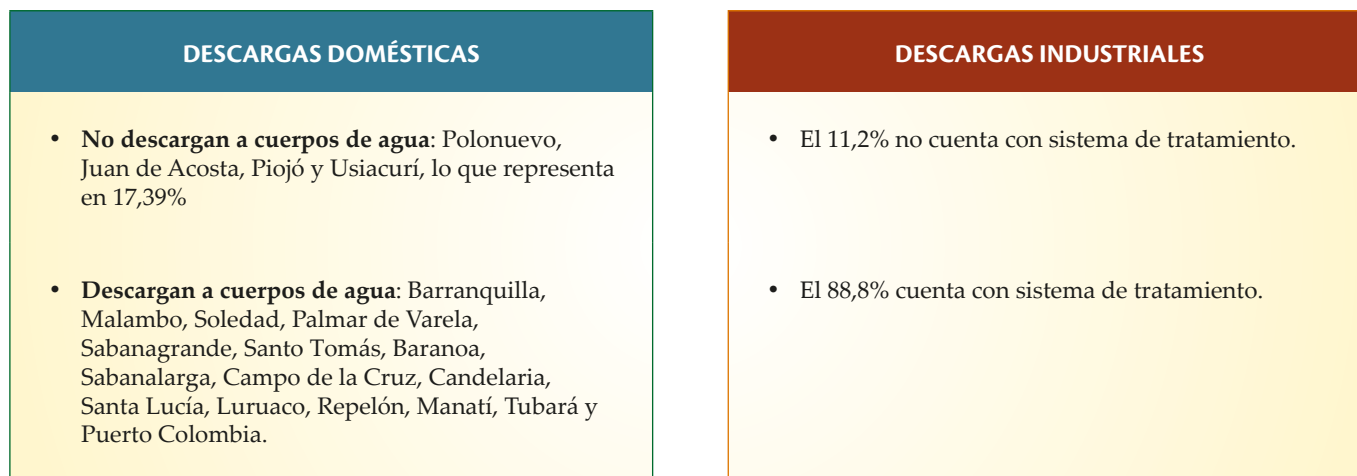 DESCARGAS DOMÉSTICAS
• No descargan a cuerpos de agua: Polonuevo,
Juan de Acosta, Piojó y Usiacurí, lo que representa
en 17,39%
• Descargan a cuerpos de agua: Barranquilla,
Malambo, Soledad, Palmar de Varela,
Sabanagrande, Santo Tomás, Baranoa,
Sabanalarga, Campo de la Cruz, Candelaria,
Santa Lucía, Luruaco, Repelón, Manatí, Tubará y
Puerto Colombia.
DESCARGAS INDUSTRIALES
• El 11,2% no cuenta con sistema de tratamiento.
• El 88,8% cuenta con sistema de tratamiento.